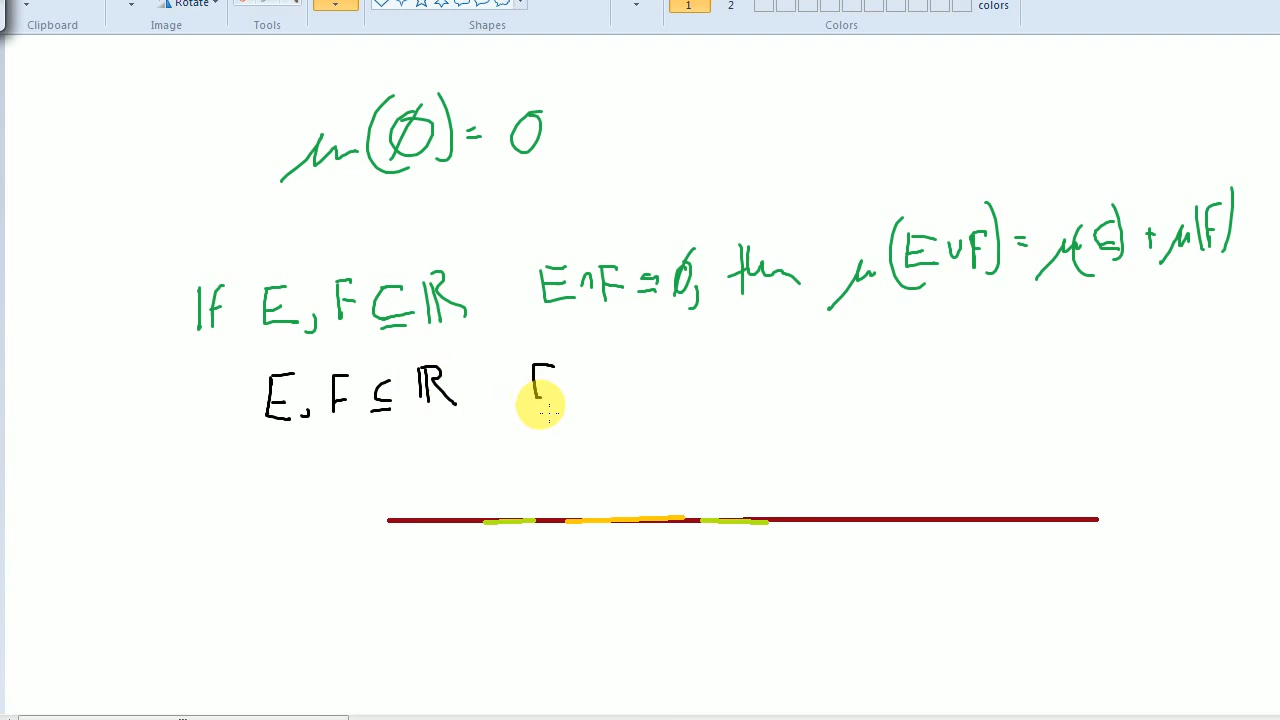 Rotate
1 2 colors
Clipboard Image Tools Shapes Colors
μ(∅) = 0
If E, F ⊆ ℝ E ∩ F = ∅, then μ(E ∪ F) = μ(E) + μ(F)
E, F ⊆ ℝ